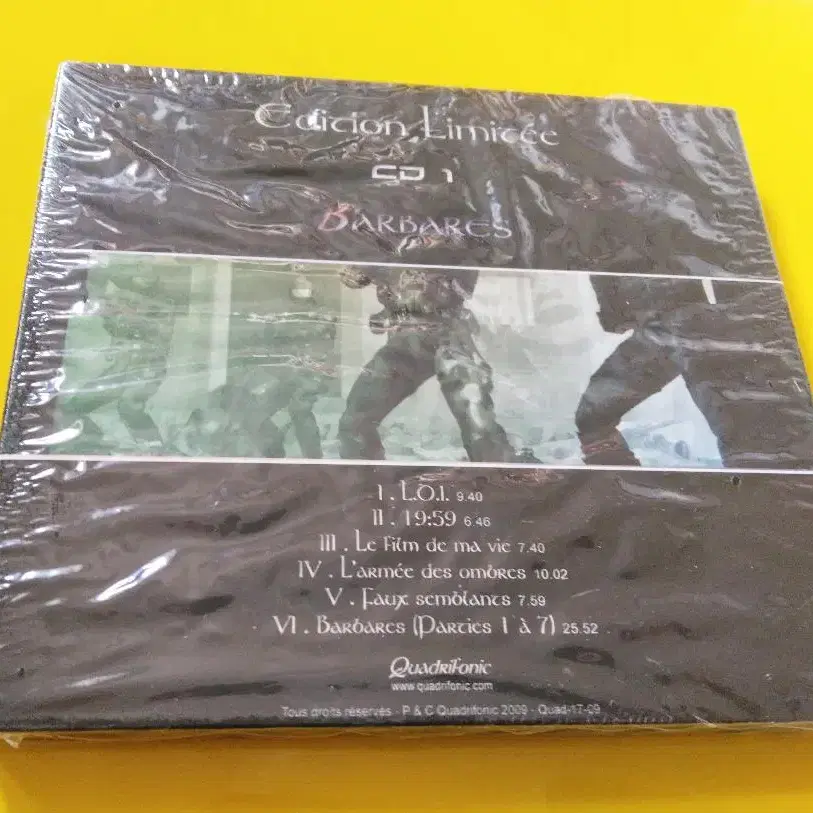 Edition Limitée
CD 1
Barbares
I . L.O.I. 9.40
II . 19:59 6.46
III . Le film de ma vie 7.40
IV . L'armée des ombres 10.02
V . Faux semblants 7.59
VI . Barbares (Parties 1 à 7) 25.52
Quadrifonic
www.quadrifonic.com
Tous droits réservés - P & C Quadrifonic 2009 - Quad-17-09